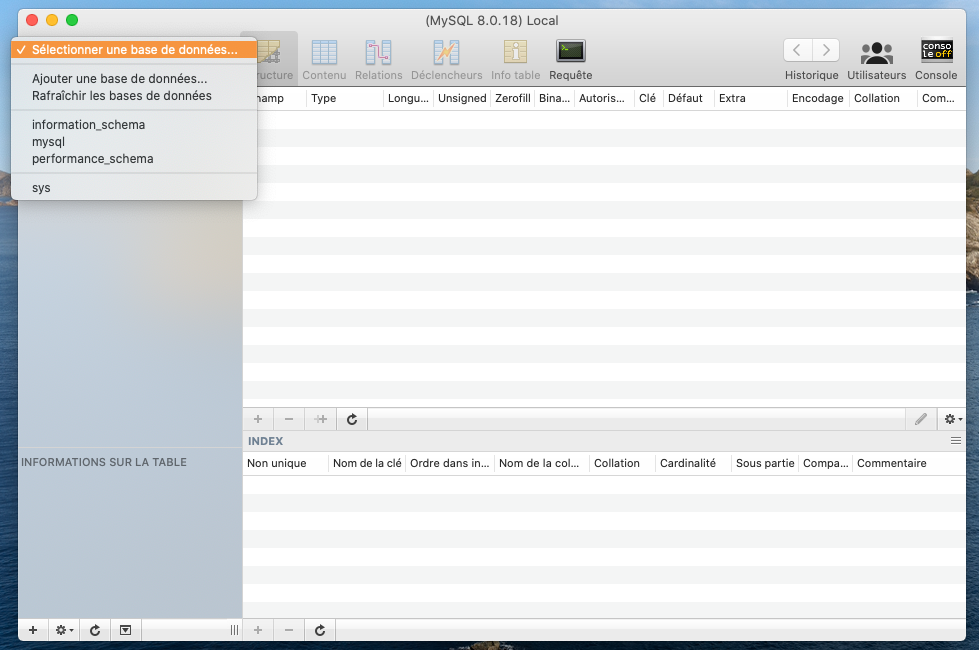 (MySQL 8.0.18) Local
✓ Sélectionner une base de données...
Ajouter une base de données...
Rafraîchir les bases de données
information_schema
mysql
performance_schema
sys
ructure
Contenu
Relations
Déclencheurs
Info table
Requête
Historique
Utilisateurs
conso
le off
Console
hamp
Type
Longu...
Unsigned
Zerofill
Bina...
Autoris...
Clé
Défaut
Extra
Encodage
Collation
Com...
INDEX
INFORMATIONS SUR LA TABLE
Non unique
Nom de la clé
Ordre dans in...
Nom de la col...
Collation
Cardinalité
Sous partie
Compa...
Commentaire